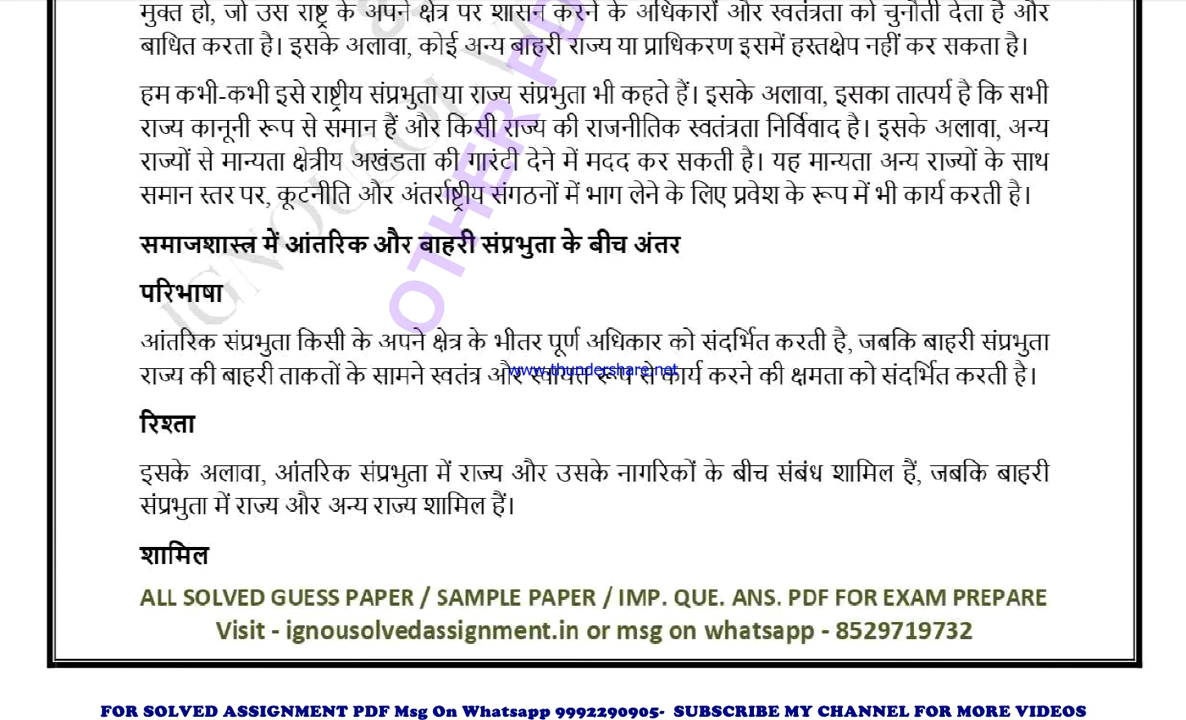 मुक्त हो, जो उस राष्ट्र के अपने क्षेत्र पर शासन करने के अधिकारों और स्वतंत्रता को चुनौती देता है और
बाधित करता है। इसके अलावा, कोई अन्य बाहरी राज्य या प्राधिकरण इसमें हस्तक्षेप नहीं कर सकता है।
हम कभी-कभी इसे राष्ट्रीय संप्रभुता या राज्य संप्रभुता भी कहते हैं। इसके अलावा, इसका तात्पर्य है कि सभी
राज्य कानूनी रूप से समान हैं और किसी राज्य की राजनीतिक स्वतंत्रता निर्विवाद है। इसके अलावा, अन्य
राज्यों से मान्यता क्षेत्रीय अखंडता की गारंटी देने में मदद कर सकती है। यह मान्यता अन्य राज्यों के साथ
समान स्तर पर, कूटनीति और अंतर्राष्ट्रीय संगठनों में भाग लेने के लिए प्रवेश के रूप में भी कार्य करती है।
समाजशास्त्र में आंतरिक और बाहरी संप्रभुता के बीच अंतर
परिभाषा
आंतरिक संप्रभुता किसी के अपने क्षेत्र के भीतर पूर्ण अधिकार को संदर्भित करती है, जबकि बाहरी संप्रभुता
राज्य की बाहरी ताकतों के सामने स्वतंत्र और स्वायत्त रूप से कार्य करने की क्षमता को संदर्भित करती है।
www.thundershare.net
रिश्ता
इसके अलावा, आंतरिक संप्रभुता में राज्य और उसके नागरिकों के बीच संबंध शामिल हैं, जबकि बाहरी
संप्रभुता में राज्य और अन्य राज्य शामिल हैं।
शामिल
OTHER PD
ALL SOLVED GUESS PAPER / SAMPLE PAPER / IMP. QUE. ANS. PDF FOR EXAM PREPARE
Visit - ignousolvedassignment.in or msg on whatsapp - 8529719732
FOR SOLVED ASSIGNMENT PDF Msg On Whatsapp 9992290905- SUBSCRIBE MY CHANNEL FOR MORE VIDEOS